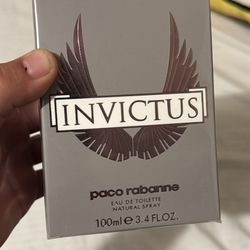 INVICTUS
paco rabanne
EAU DE TOILETTE
NATURAL SPRAY
100ml e 3.4 FL.OZ.